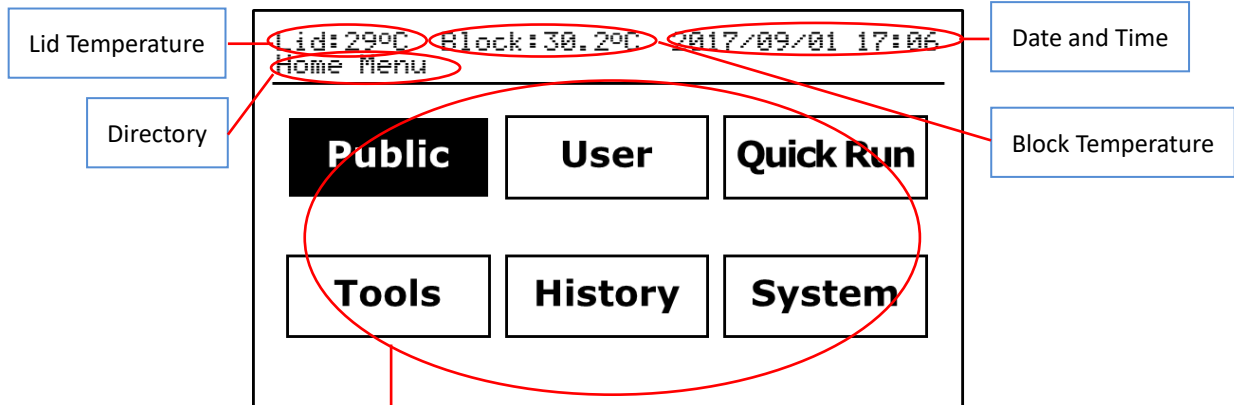 Lid Temperature
Lid:29ºC Block:30.2ºC 2017/09/01 17:06
Date and Time
Home Menu
Directory
Block Temperature
Public User Quick Run
Tools History System